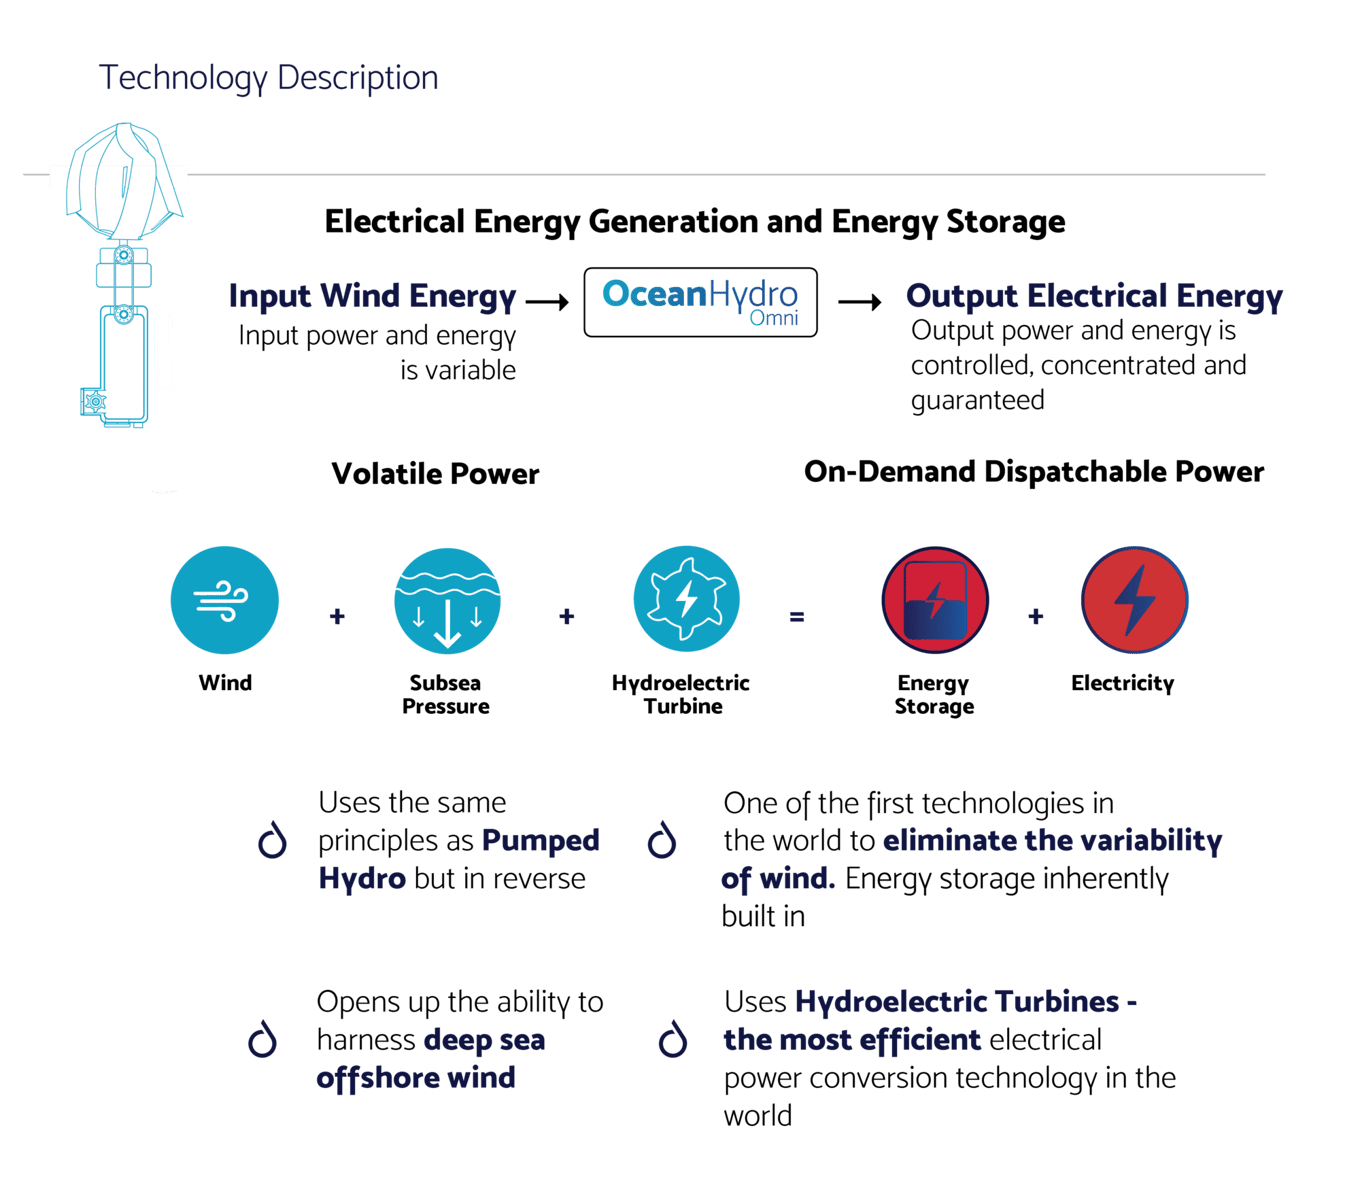 Technology Description
Electrical Energy Generation and Energy Storage
Input Wind Energy
Input power and energy
is variable
OceanHydro
Omni
Output Electrical Energy
Output power and energy is
controlled, concentrated and
guaranteed
Volatile Power
On-Demand Dispatchable Power
+
+
=
+
Wind
Subsea
Pressure
Hydroelectric
Turbine
Energy
Storage
Electricity
Uses the same
principles as Pumped
Hydro but in reverse
One of the first technologies in
the world to eliminate the variability
of wind. Energy storage inherently
built in
Opens up the ability to
harness deep sea
offshore wind
Uses Hydroelectric Turbines -
the most efficient electrical
power conversion technology in the
world